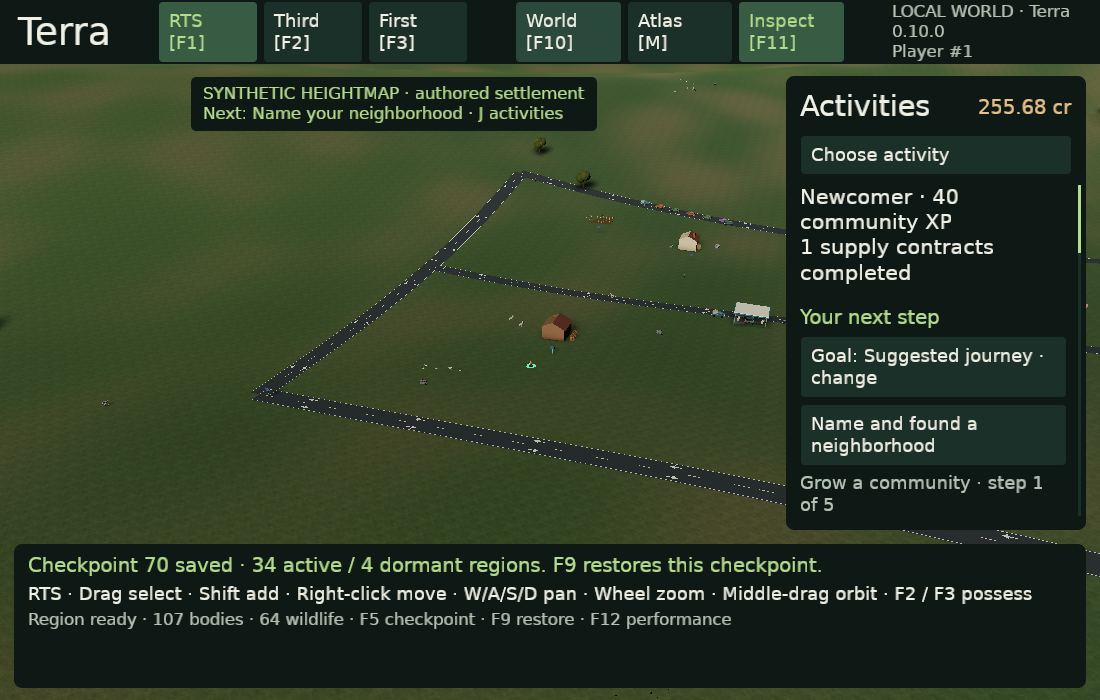 Terra
RTS
[F1]
Third
[F2]
First
[F3]
World
[F10]
Atlas
[M]
Inspect
[F11]
LOCAL WORLD · Terra
0.10.0
Player #1
SYNTHETIC HEIGHTMAP · authored settlement
Next: Name your neighborhood · J activities
Activities
255.68 cr
Choose activity
Newcomer · 40
community XP
1 supply contracts
completed
Your next step
Goal: Suggested journey ·
change
Name and found a
neighborhood
Grow a community · step 1
of 5
Checkpoint 70 saved · 34 active / 4 dormant regions. F9 restores this checkpoint.
RTS · Drag select · Shift add · Right-click move · W/A/S/D pan · Wheel zoom · Middle-drag orbit · F2 / F3 possess
Region ready · 107 bodies · 64 wildlife · F5 checkpoint · F9 restore · F12 performance